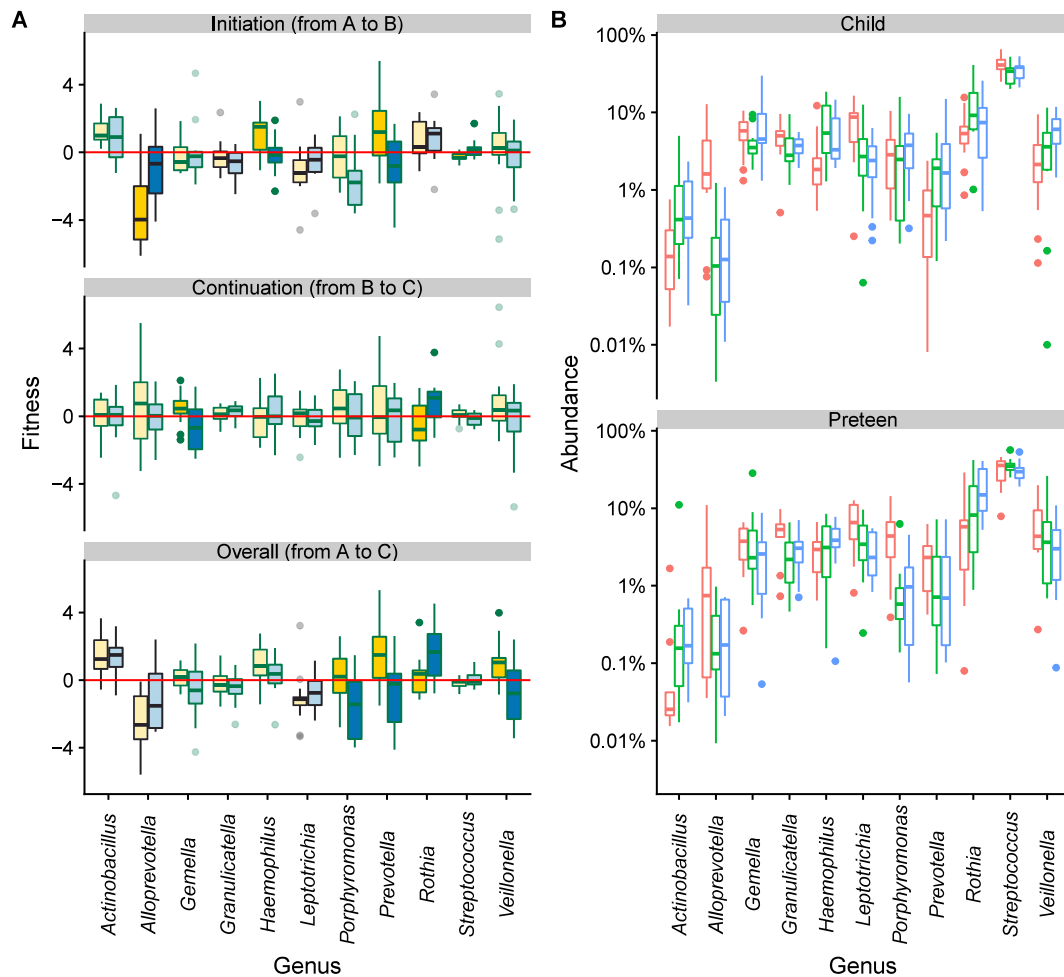 A
Initiation (from A to B)
4
0
−4
Continuation (from B to C)
4
0
−4
Overall (from A to C)
4
0
−4
Fitness
Actinobacillus
Alloprevotella
Gemella
Granulicatella
Haemophilus
Leptotrichia
Porphyromonas
Prevotella
Rothia
Streptococcus
Veillonella
Genus
B
Child
100%
10%
1%
0.1%
0.01%
Preteen
100%
10%
1%
0.1%
0.01%
Abundance
Actinobacillus
Alloprevotella
Gemella
Granulicatella
Haemophilus
Leptotrichia
Porphyromonas
Prevotella
Rothia
Streptococcus
Veillonella
Genus